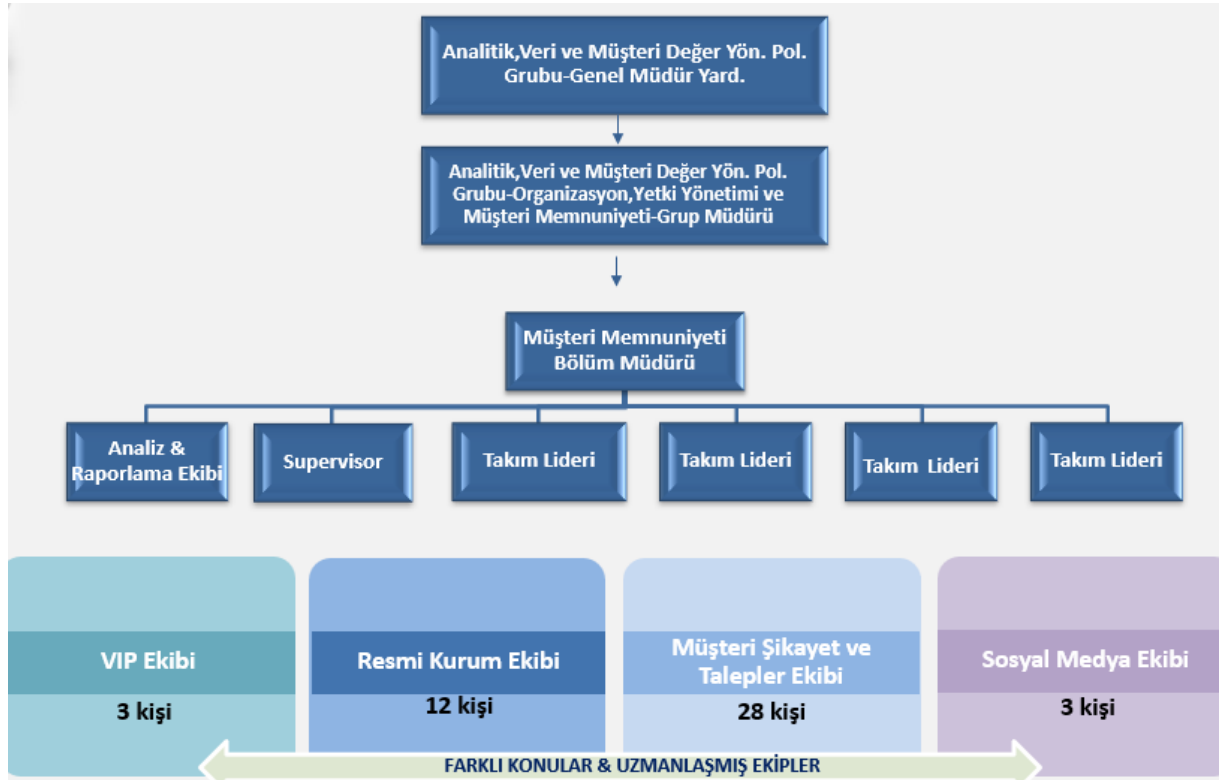 Analitik,Veri ve Müşteri Değer Yön. Pol.
Grubu-Genel Müdür Yard.
Analitik,Veri ve Müşteri Değer Yön. Pol.
Grubu-Organizasyon,Yetki Yönetimi ve
Müşteri Memnuniyeti-Grup Müdürü
Müşteri Memnuniyeti
Bölüm Müdürü
Analiz &
Raporlama Ekibi
Supervisor
Takım Lideri
Takım Lideri
Takım Lideri
Takım Lideri
VIP Ekibi
3 kişi
Resmi Kurum Ekibi
12 kişi
Müşteri Şikayet ve
Talepler Ekibi
28 kişi
Sosyal Medya Ekibi
3 kişi
FARKLI KONULAR & UZMANLAŞMIŞ EKİPLER